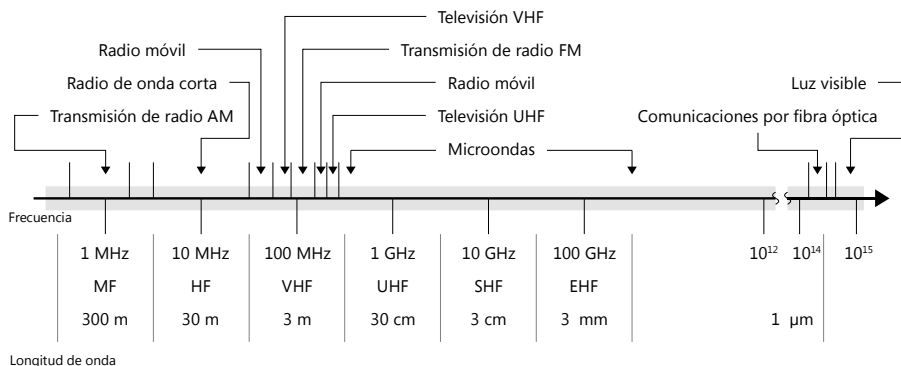 Televisión VHF
Radio móvil
Transmisión de radio FM
Radio de onda corta
Radio móvil
Luz visible
Transmisión de radio AM
Televisión UHF
Comunicaciones por fibra óptica
Microondas
Frecuencia
1 MHz 10 MHz 100 MHz 1 GHz 10 GHz 100 GHz 10¹² 10¹⁴ 10¹⁵
MF HF VHF UHF SHF EHF
300 m 30 m 3 m 30 cm 3 cm 3 mm 1 µm
Longitud de onda